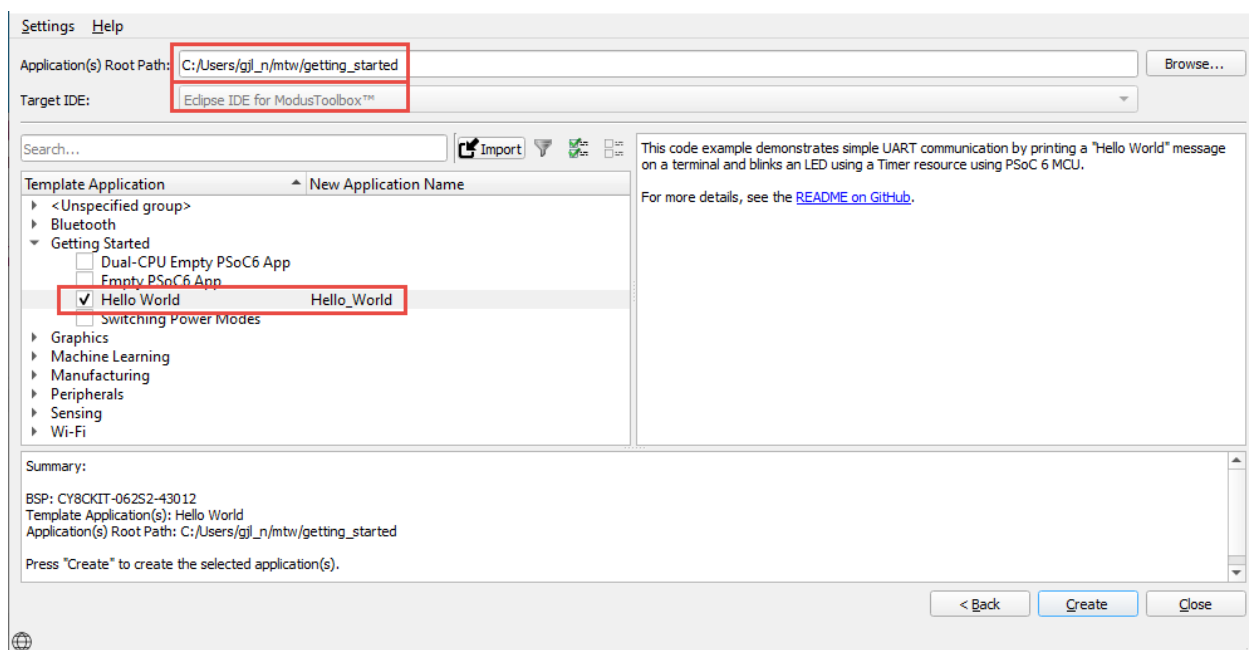 Settings Help
Application(s) Root Path: C:/Users/gjl_n/mtw/getting_started Browse...
Target IDE: Eclipse IDE for ModusToolbox™
Search... Import
Template Application New Application Name
<Unspecified group>
Bluetooth
Getting Started
Dual-CPU Empty PSoC6 App
Empty PSoC6 App
Hello World Hello_World
Switching Power Modes
Graphics
Machine Learning
Manufacturing
Peripherals
Sensing
Wi-Fi
This code example demonstrates simple UART communication by printing a "Hello World" message
on a terminal and blinks an LED using a Timer resource using PSoC 6 MCU.
For more details, see the README on GitHub.
Summary:
BSP: CY8CKIT-062S2-43012
Template Application(s): Hello World
Application(s) Root Path: C:/Users/gjl_n/mtw/getting_started
Press "Create" to create the selected application(s).
< Back Create Close